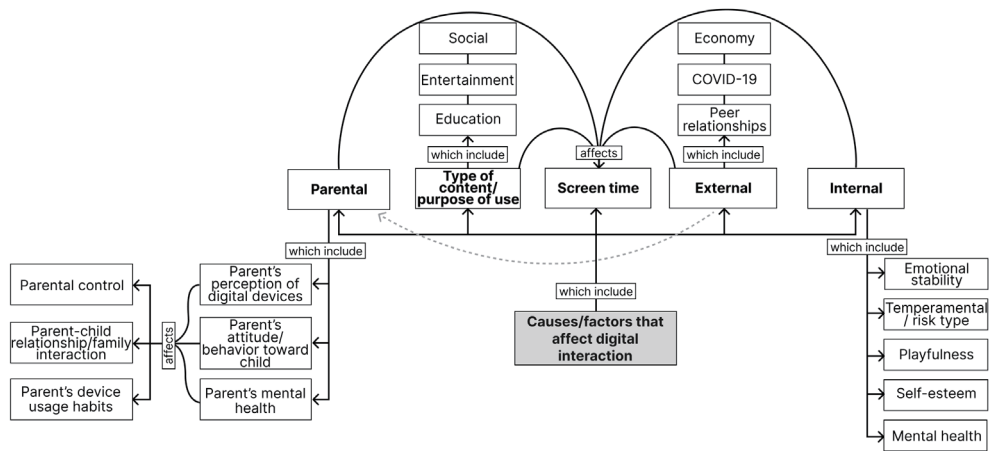 Social
Entertainment
Education
which include
Economy
COVID-19
Peer
relationships
which include
affects
Parental
Type of
content/
purpose of use
Screen time
External
Internal
which include
which include
which include
Parental control
Parent-child
relationship/family
interaction
Parent's device
usage habits
affects
Parent's
perception of
digital devices
Parent's
attitude/
behavior toward
child
Parent's mental
health
Causes/factors that
affect digital
interaction
Emotional
stability
Temperamental
/ risk type
Playfulness
Self-esteem
Mental health